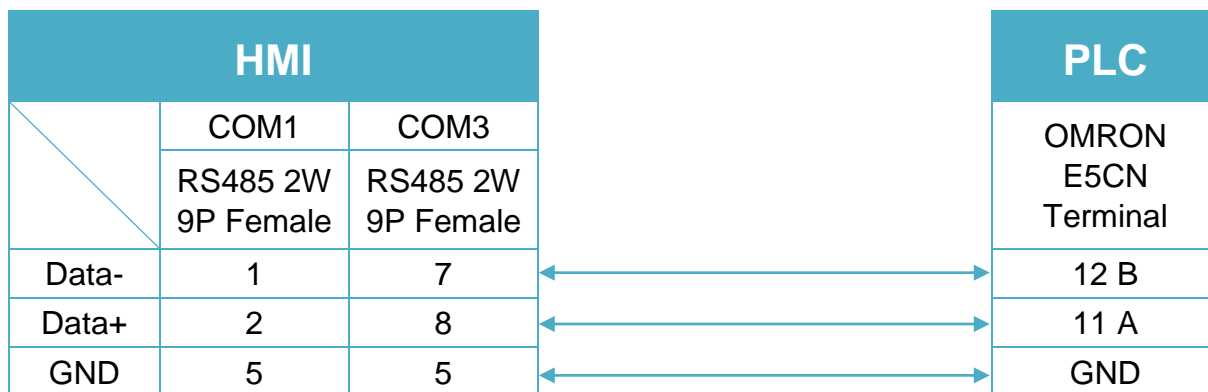 HMI
PLC
COM1 COM3
RS485 2W RS485 2W
9P Female 9P Female
OMRON
E5CN
Terminal
Data- 1 7 12 B
Data+ 2 8 11 A
GND 5 5 GND